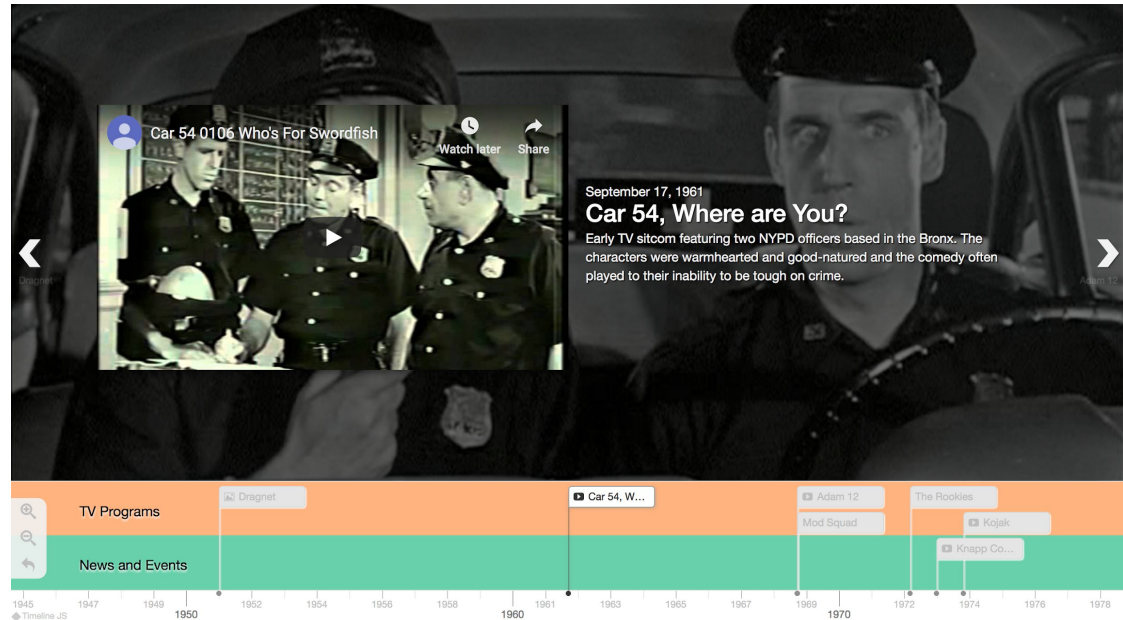 Car 54 0106 Who's For Swordfish
Watch later
Share
September 17, 1961
Car 54, Where are You?
Early TV sitcom featuring two NYPD officers based in the Bronx. The
characters were warmhearted and good-natured and the comedy often
played to their inability to be tough on crime.
Dragnet
Adam 12
TV Programs
Dragnet
Car 54, W...
Adam 12
The Rookies
Mod Squad
Kojak
News and Events
Knapp Co...
1945 1947 1949 1952 1954 1956 1958 1961 1963 1965 1967 1969 1972 1974 1976 1978
Timeline JS 1950 1960 1970